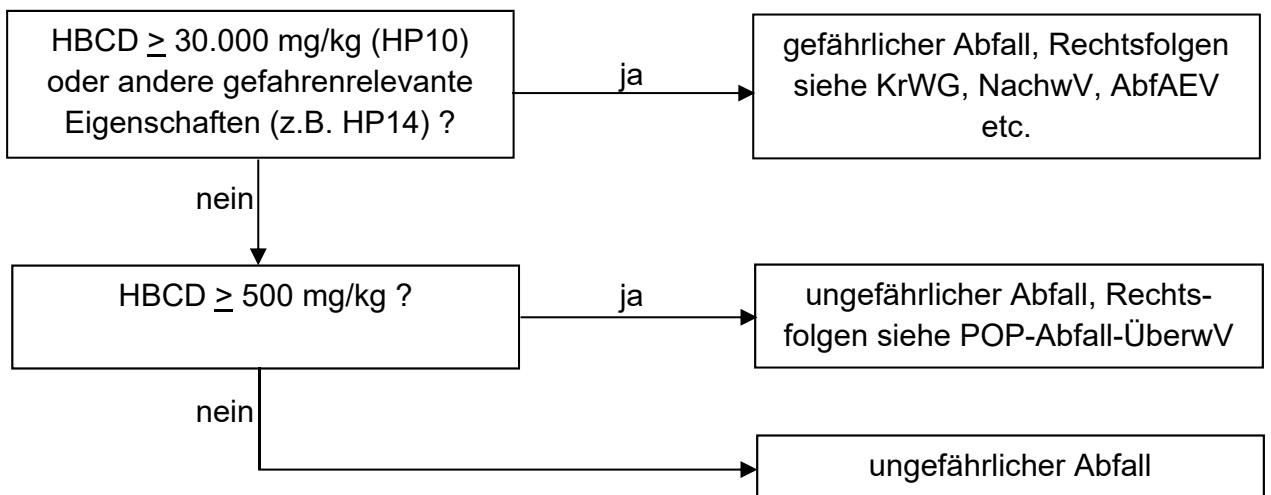 HBCD ≥ 30.000 mg/kg (HP10)
oder andere gefahrenrelevante
Eigenschaften (z.B. HP14) ?
ja
gefährlicher Abfall, Rechtsfolgen
siehe KrWG, NachwV, AbfAEV
etc.
nein
HBCD ≥ 500 mg/kg ?
ja
ungefährlicher Abfall, Rechts-
folgen siehe POP-Abfall-ÜberwV
nein
ungefährlicher Abfall